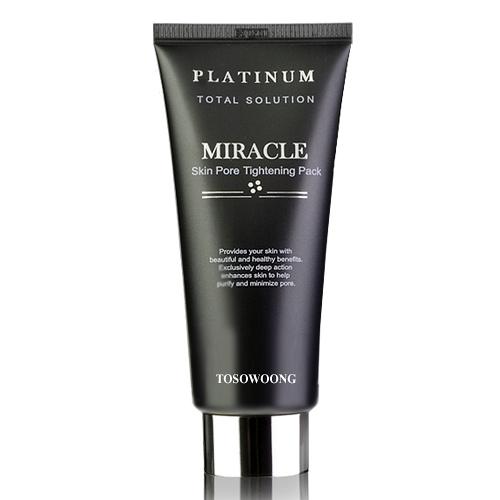 PLATINUM
TOTAL SOLUTION
MIRACLE
Skin Pore Tightening Pack
Provides your skin with
beautiful and healthy benefits.
Exclusively deep action
enhances skin to help
purify and minimize pore.
TOSOWOONG